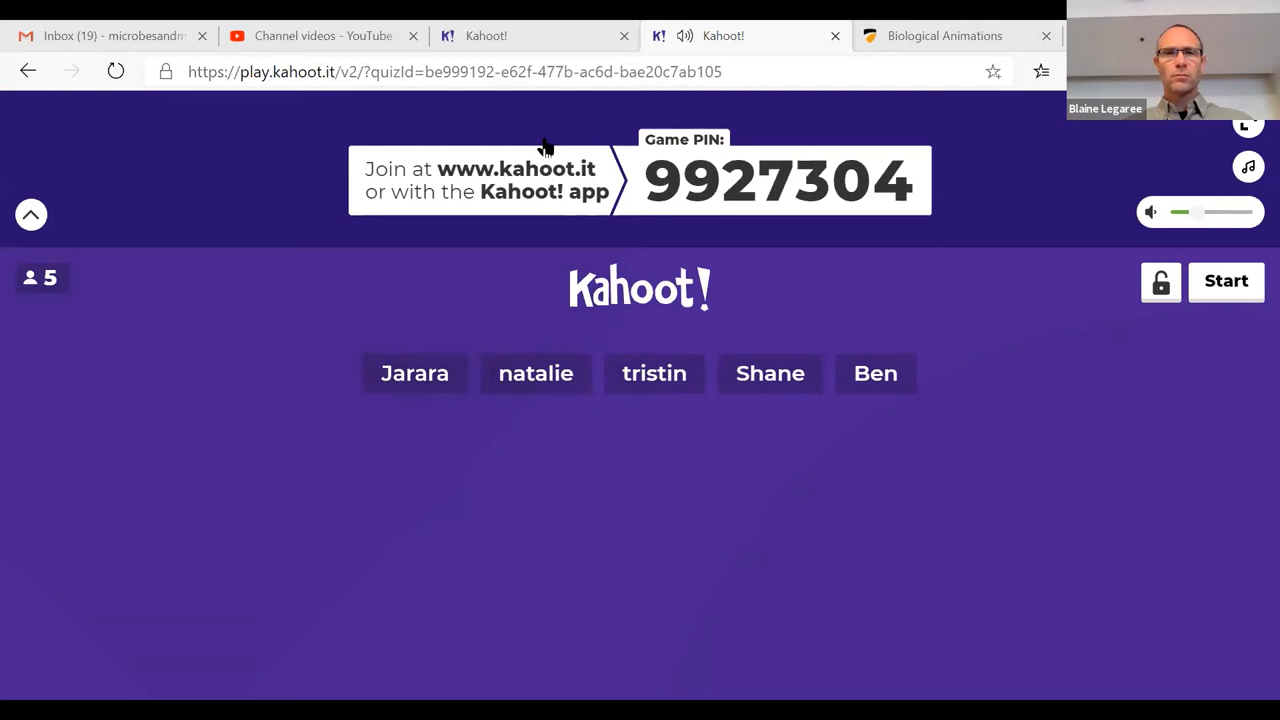 Inbox (19) - microbesandm
Channel videos - YouTube
Kahoot!
Kahoot!
Biological Animations
https://play.kahoot.it/v2/?quizId=be999192-e62f-477b-ac6d-bae20c7ab105
Blaine Legaree
Game PIN:
Join at www.kahoot.it
or with the Kahoot! app
9927304
5
Kahoot!
Start
Jarara
natalie
tristin
Shane
Ben